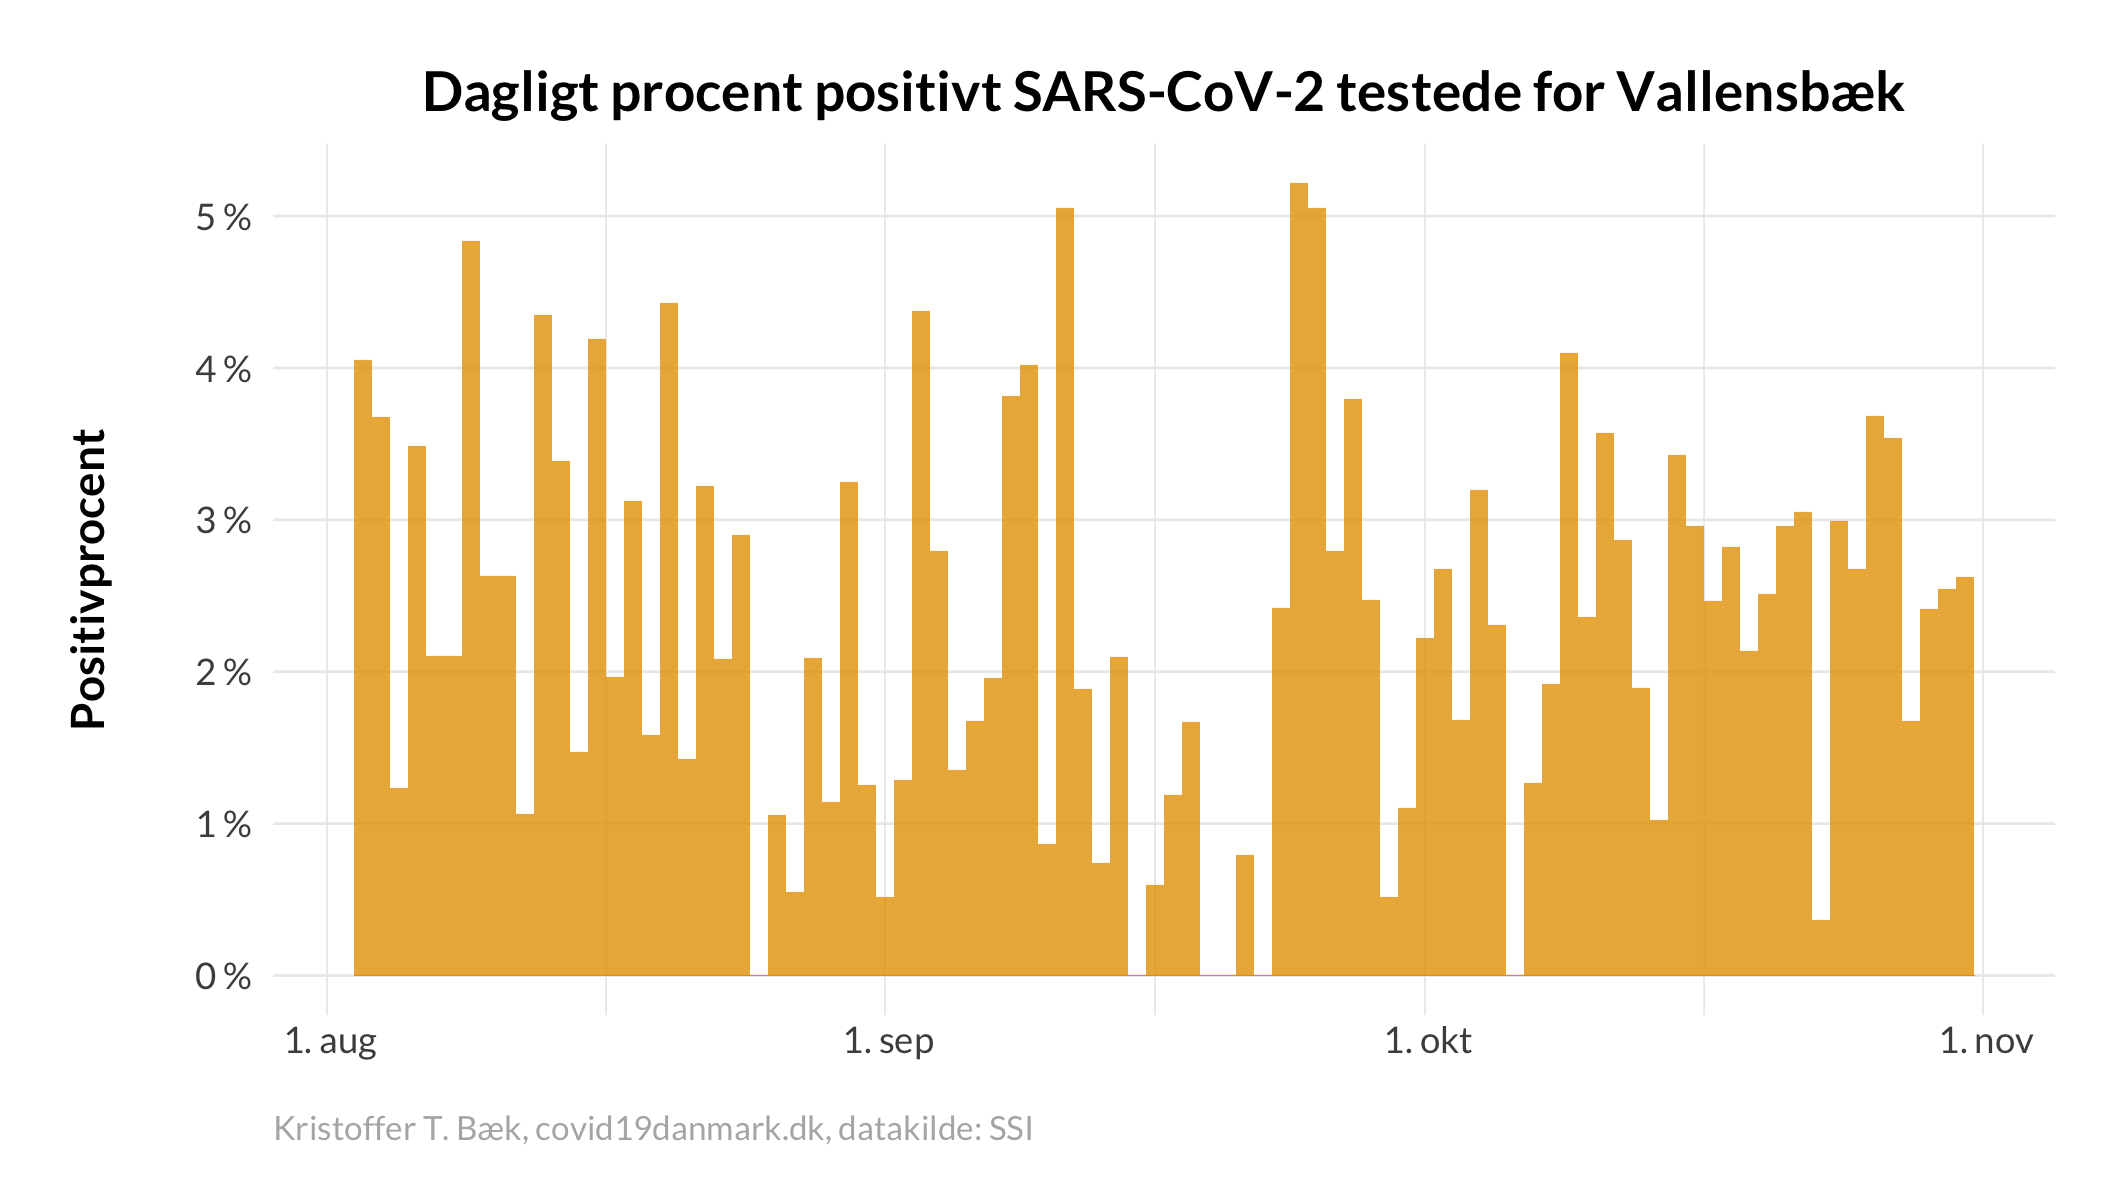 Dagligt procent positivt SARS-CoV-2 testede for Vallensbæk
Positivprocent
5 %
4 %
3 %
2 %
1 %
0 %
1. aug
1. sep
1. okt
1. nov
Kristoffer T. Bæk, covid19danmark.dk, datakilde: SSI